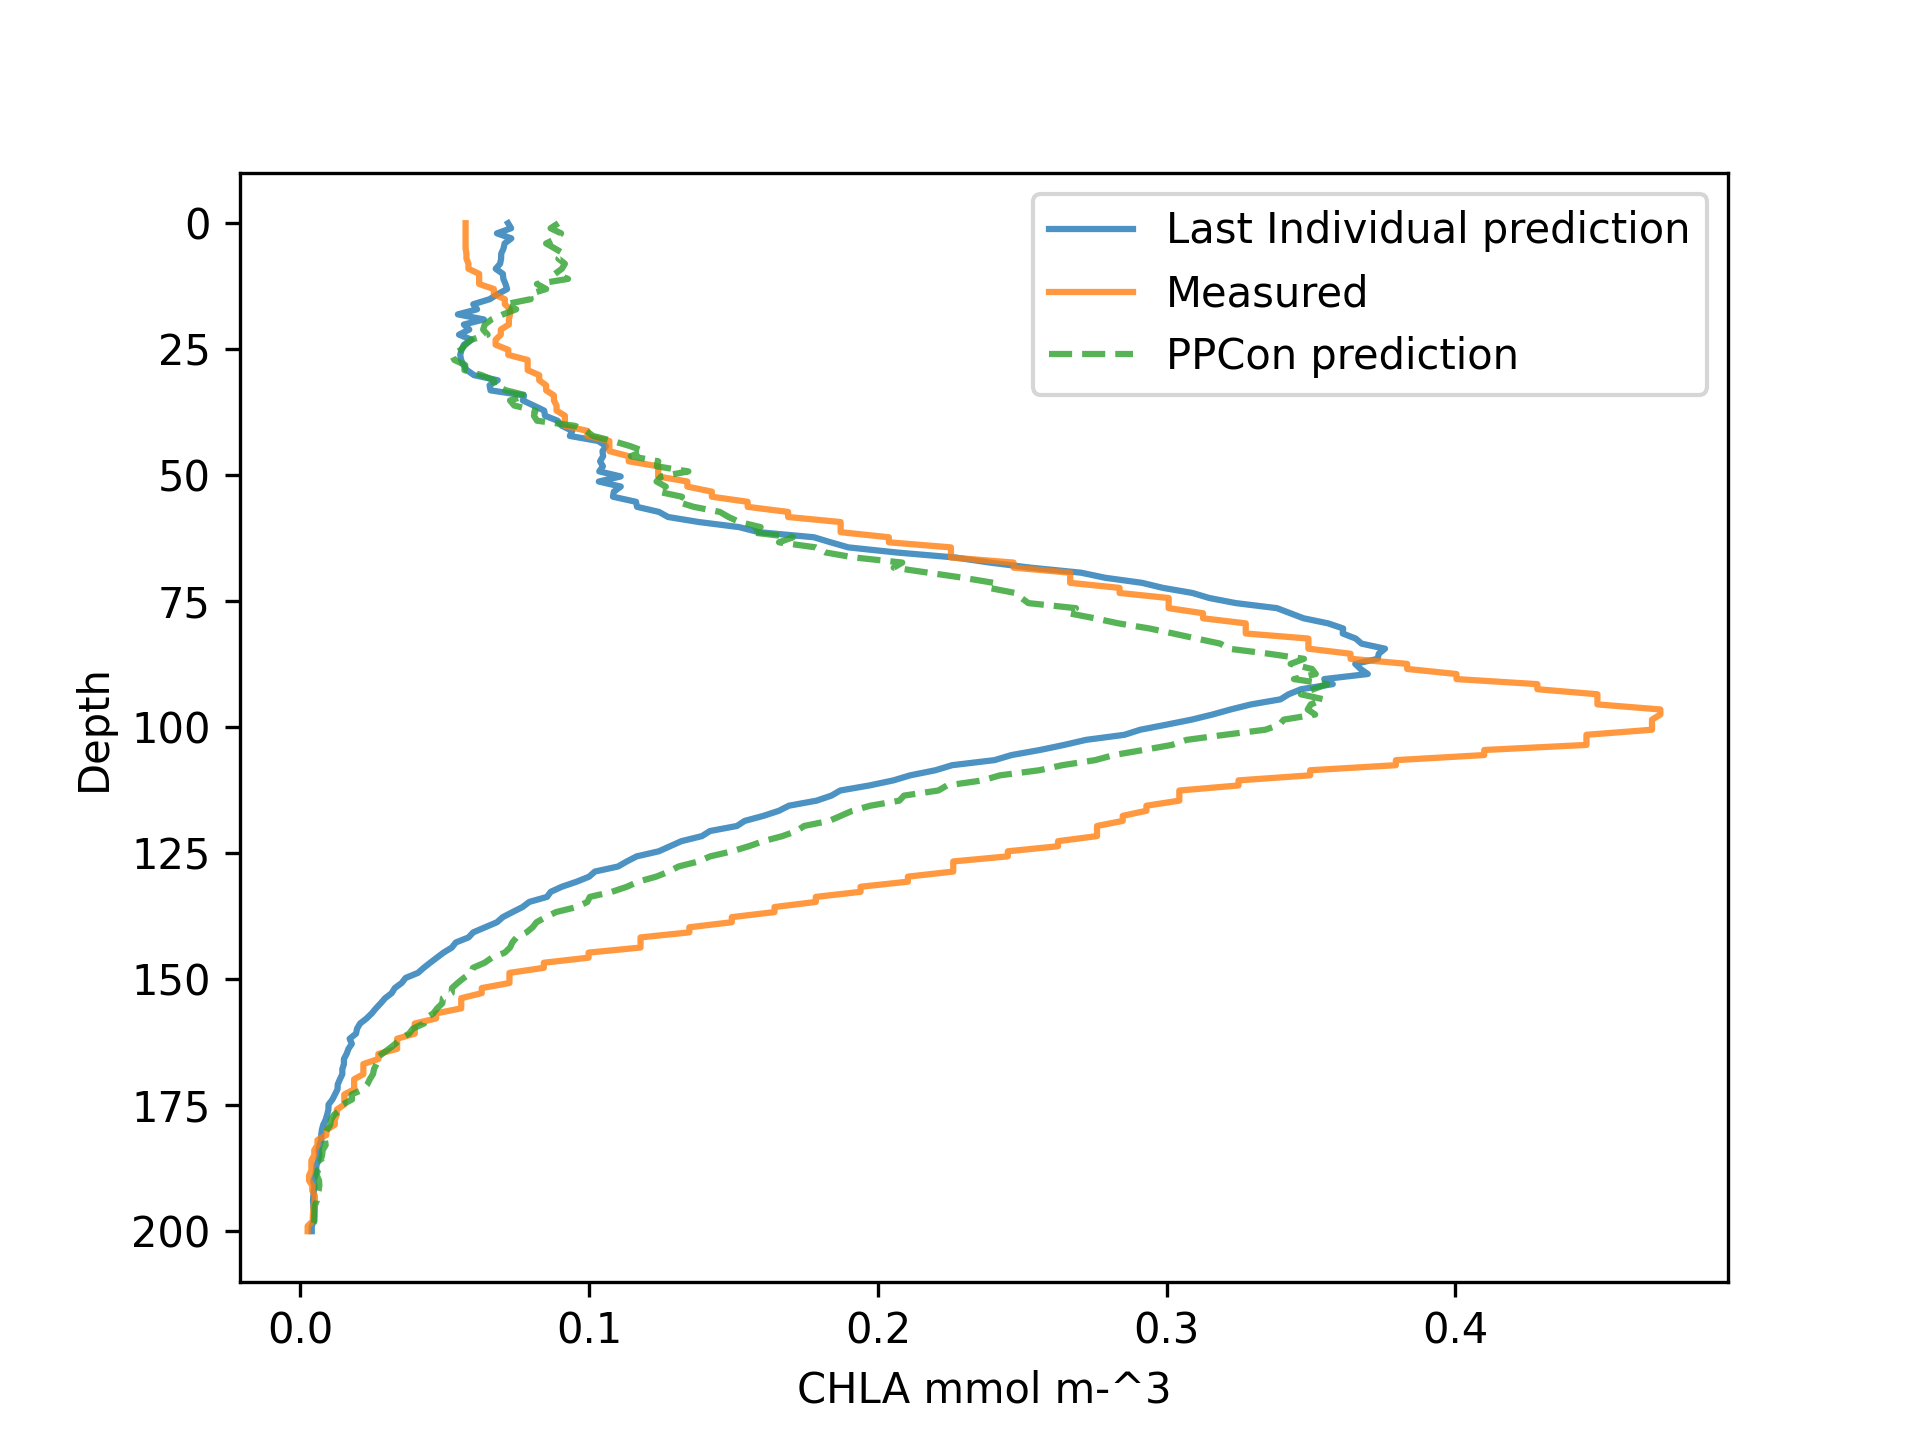 Last Individual prediction
Measured
PPCon prediction
0
25
50
75
100
125
150
175
200
Depth
0.0 0.1 0.2 0.3 0.4
CHLA mmol m-^3